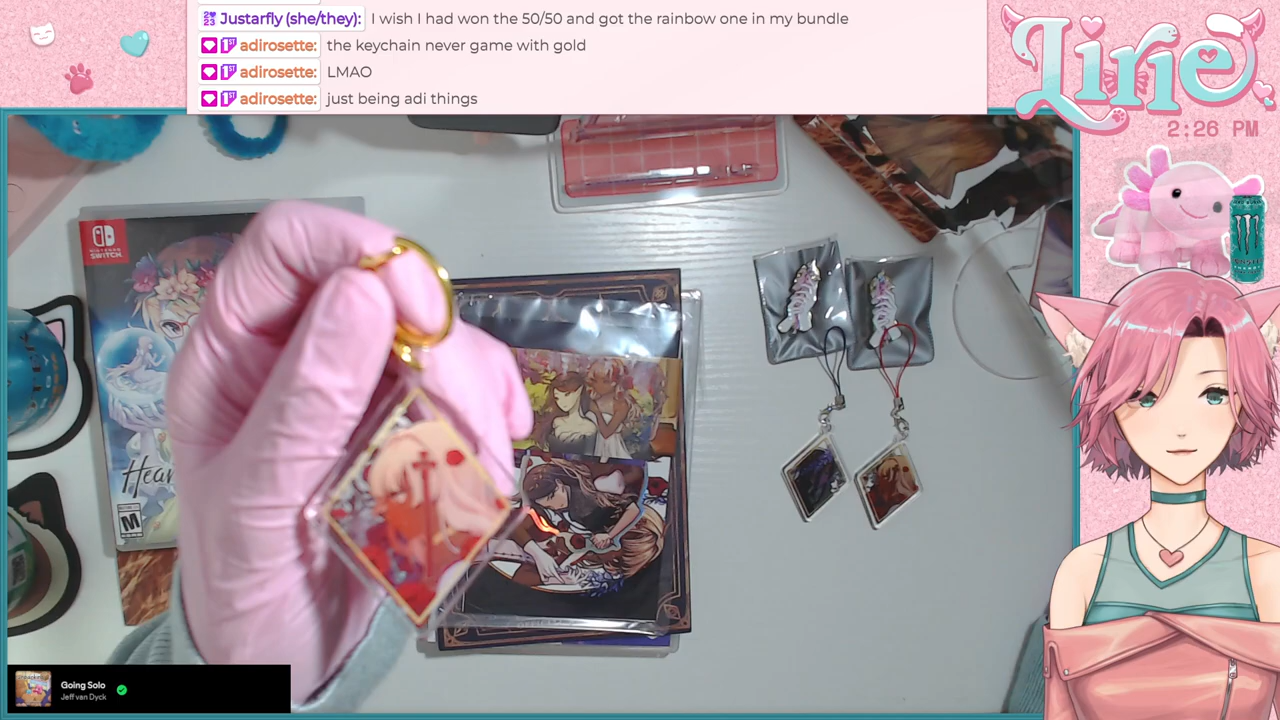 Justarfly (she/they): I wish I had won the 50/50 and got the rainbow one in my bundle
adirosette: the keychain never game with gold
adirosette: LMAO
adirosette: just being adi things
Lirie
2:26 PM
NINTENDO
SWITCH
M
Going Solo
Jeff van Dyck